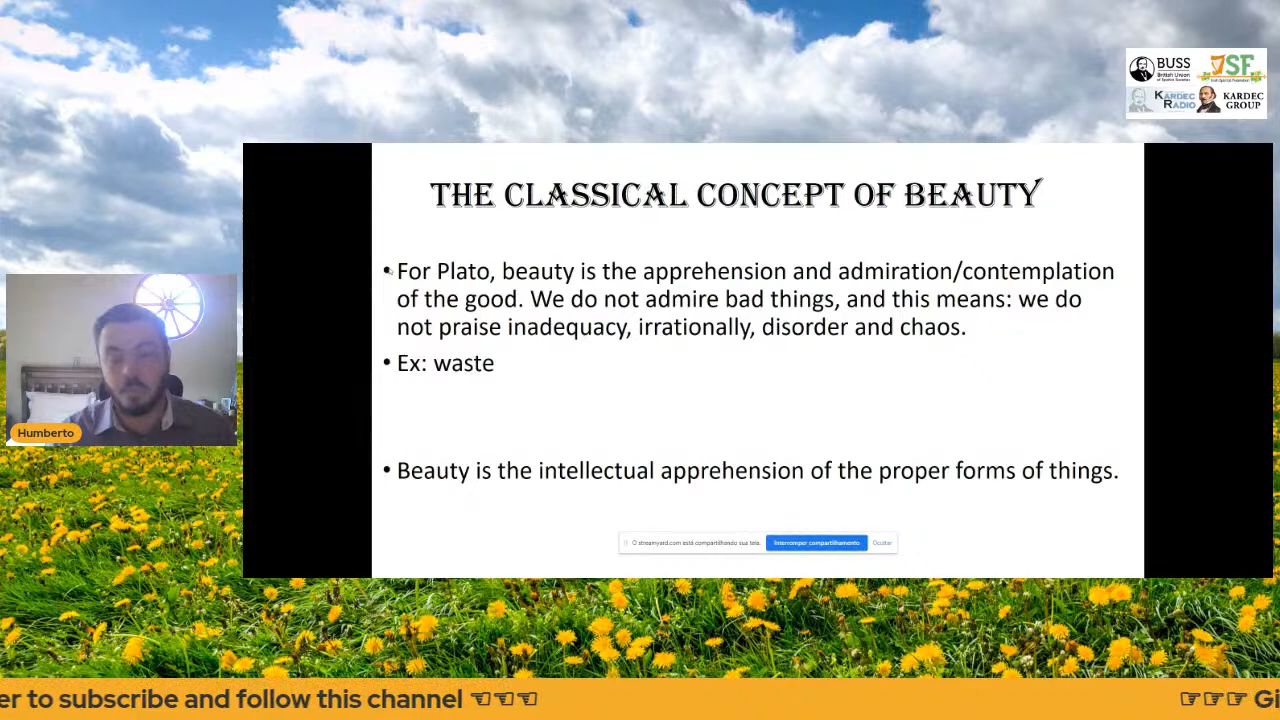 BUSS
British Union
of Spiritist Societies
JSF
KARDEC
RADIO
KARDEC
GROUP
THE CLASSICAL CONCEPT OF BEAUTY
• For Plato, beauty is the apprehension and admiration/contemplation
of the good. We do not admire bad things, and this means: we do
not praise inadequacy, irrationally, disorder and chaos.
• Ex: waste
Humberto
• Beauty is the intellectual apprehension of the proper forms of things.
O streamyard.com está compartilhando sua tela. Interromper compartilhamento Ocultar
er to subscribe and follow this channel ☜☜☜ ☞☞☞ Gi